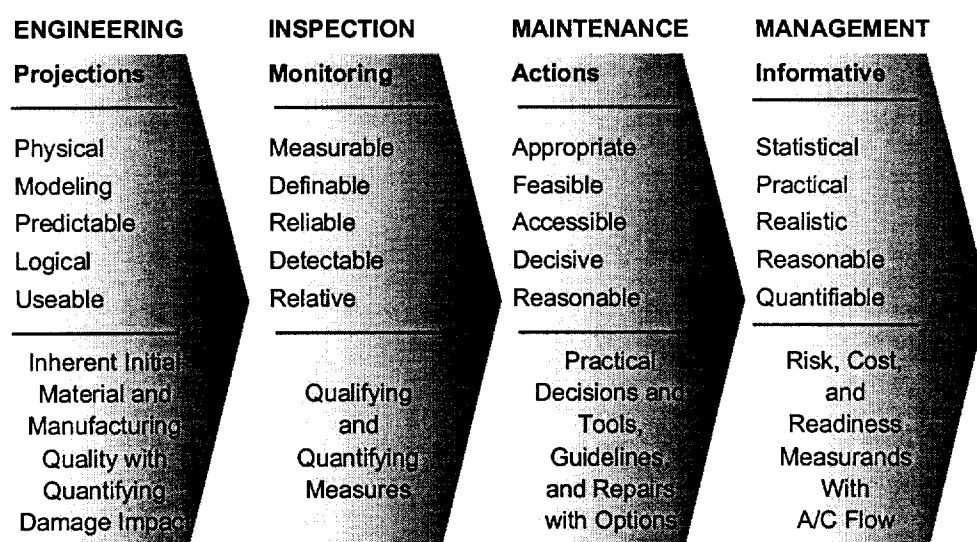 ENGINEERING
Projections
Physical
Modeling
Predictable
Logical
Useable
Inherent Initial
Material and
Manufacturing
Quality with
Quantifying
Damage Impact
INSPECTION
Monitoring
Measurable
Definable
Reliable
Detectable
Relative
Qualifying
and
Quantifying
Measures
MAINTENANCE
Actions
Appropriate
Feasible
Accessible
Decisive
Reasonable
Practical
Decisions and
Tools,
Guidelines,
and Repairs
with Options
MANAGEMENT
Informative
Statistical
Practical
Realistic
Reasonable
Quantifiable
Risk, Cost,
and
Readiness
Measurands
With
A/C Flow